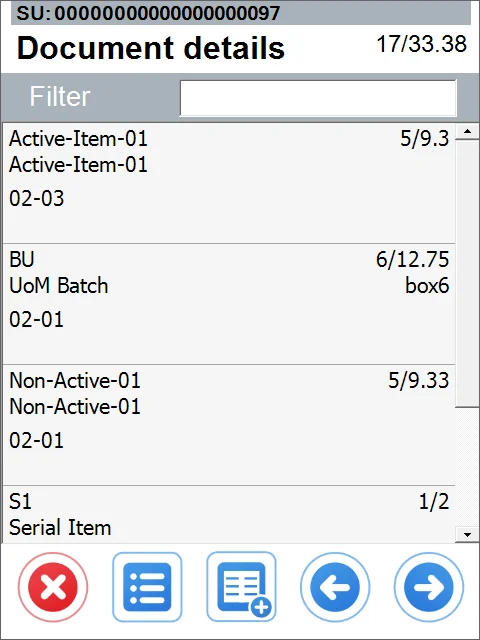 SU:00000000000000000097
Document details 17/33.38
Filter
Active-Item-01 5/9.3
Active-Item-01
02-03
BU 6/12.75
UoM Batch box6
02-01
Non-Active-01 5/9.33
Non-Active-01
02-01
S1 1/2
Serial Item